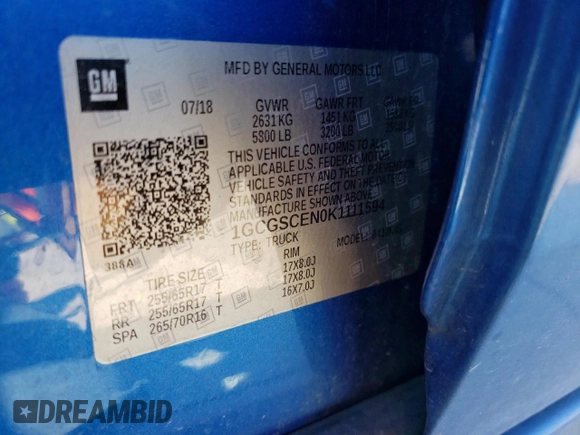 GM
MFD BY GENERAL MOTORS LLC
07/18 GVWR GAWR FRT
2631 KG 1451 KG
5800 LB 3200 LB
THIS VEHICLE CONFORMS TO ALL
APPLICABLE U.S. FEDERAL MOTOR
VEHICLE SAFETY AND THEFT PREVENTION
STANDARDS IN EFFECT ON THE DATE OF
MANUFACTURE SHOWN ABOVE.
1GCGSCEN0K1111594
TYPE: TRUCK MODEL:
388A
TIRE SIZE RIM
FRT 255/65R17 T 17X8.0J
RR 255/65R17 T 17X8.0J
SPA 265/70R16 T 16X7.0J
DREAMBID